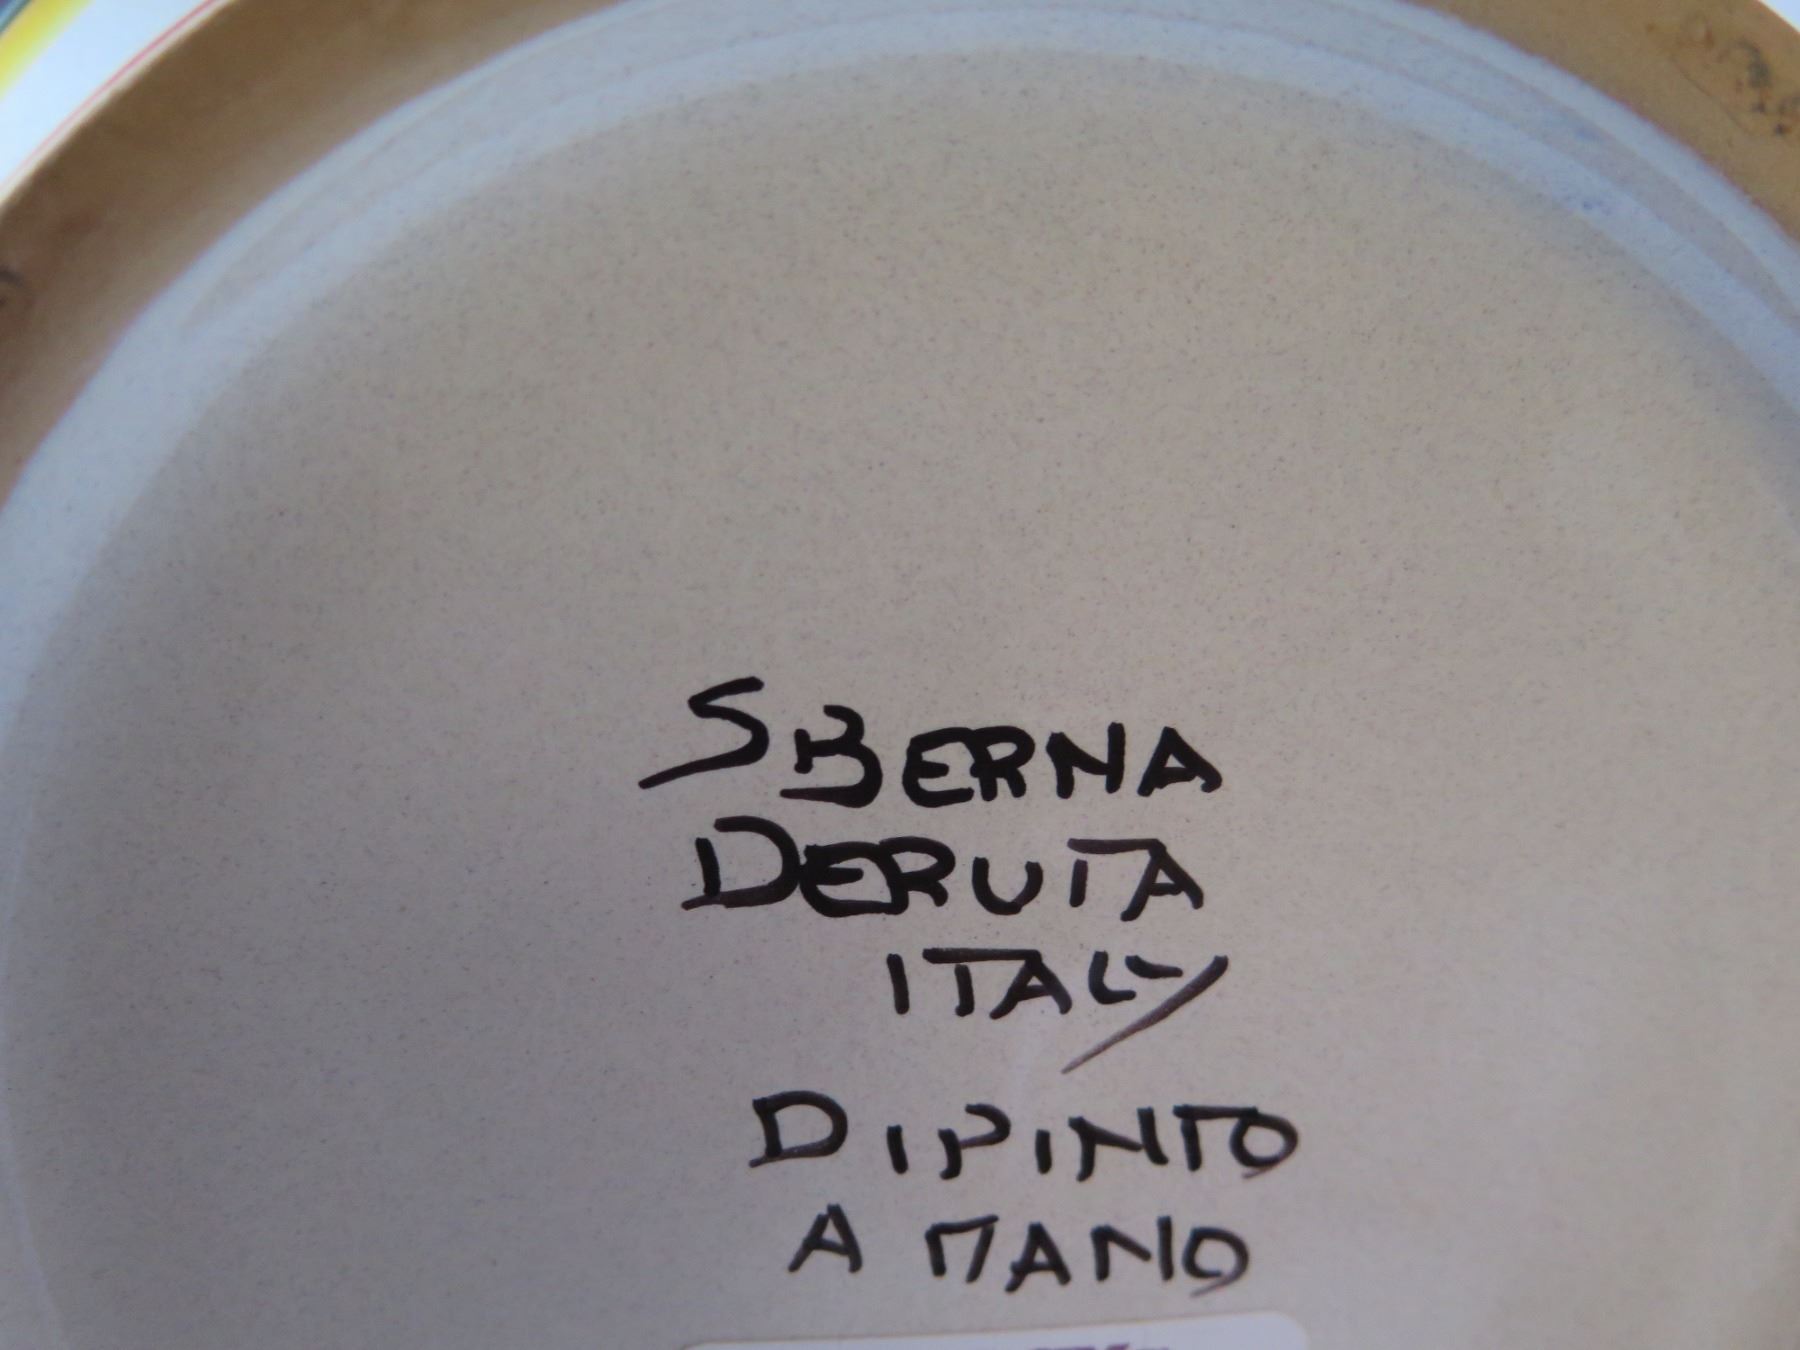 SBERNA
DERUTA
ITALY
DIPINTO
A MANO